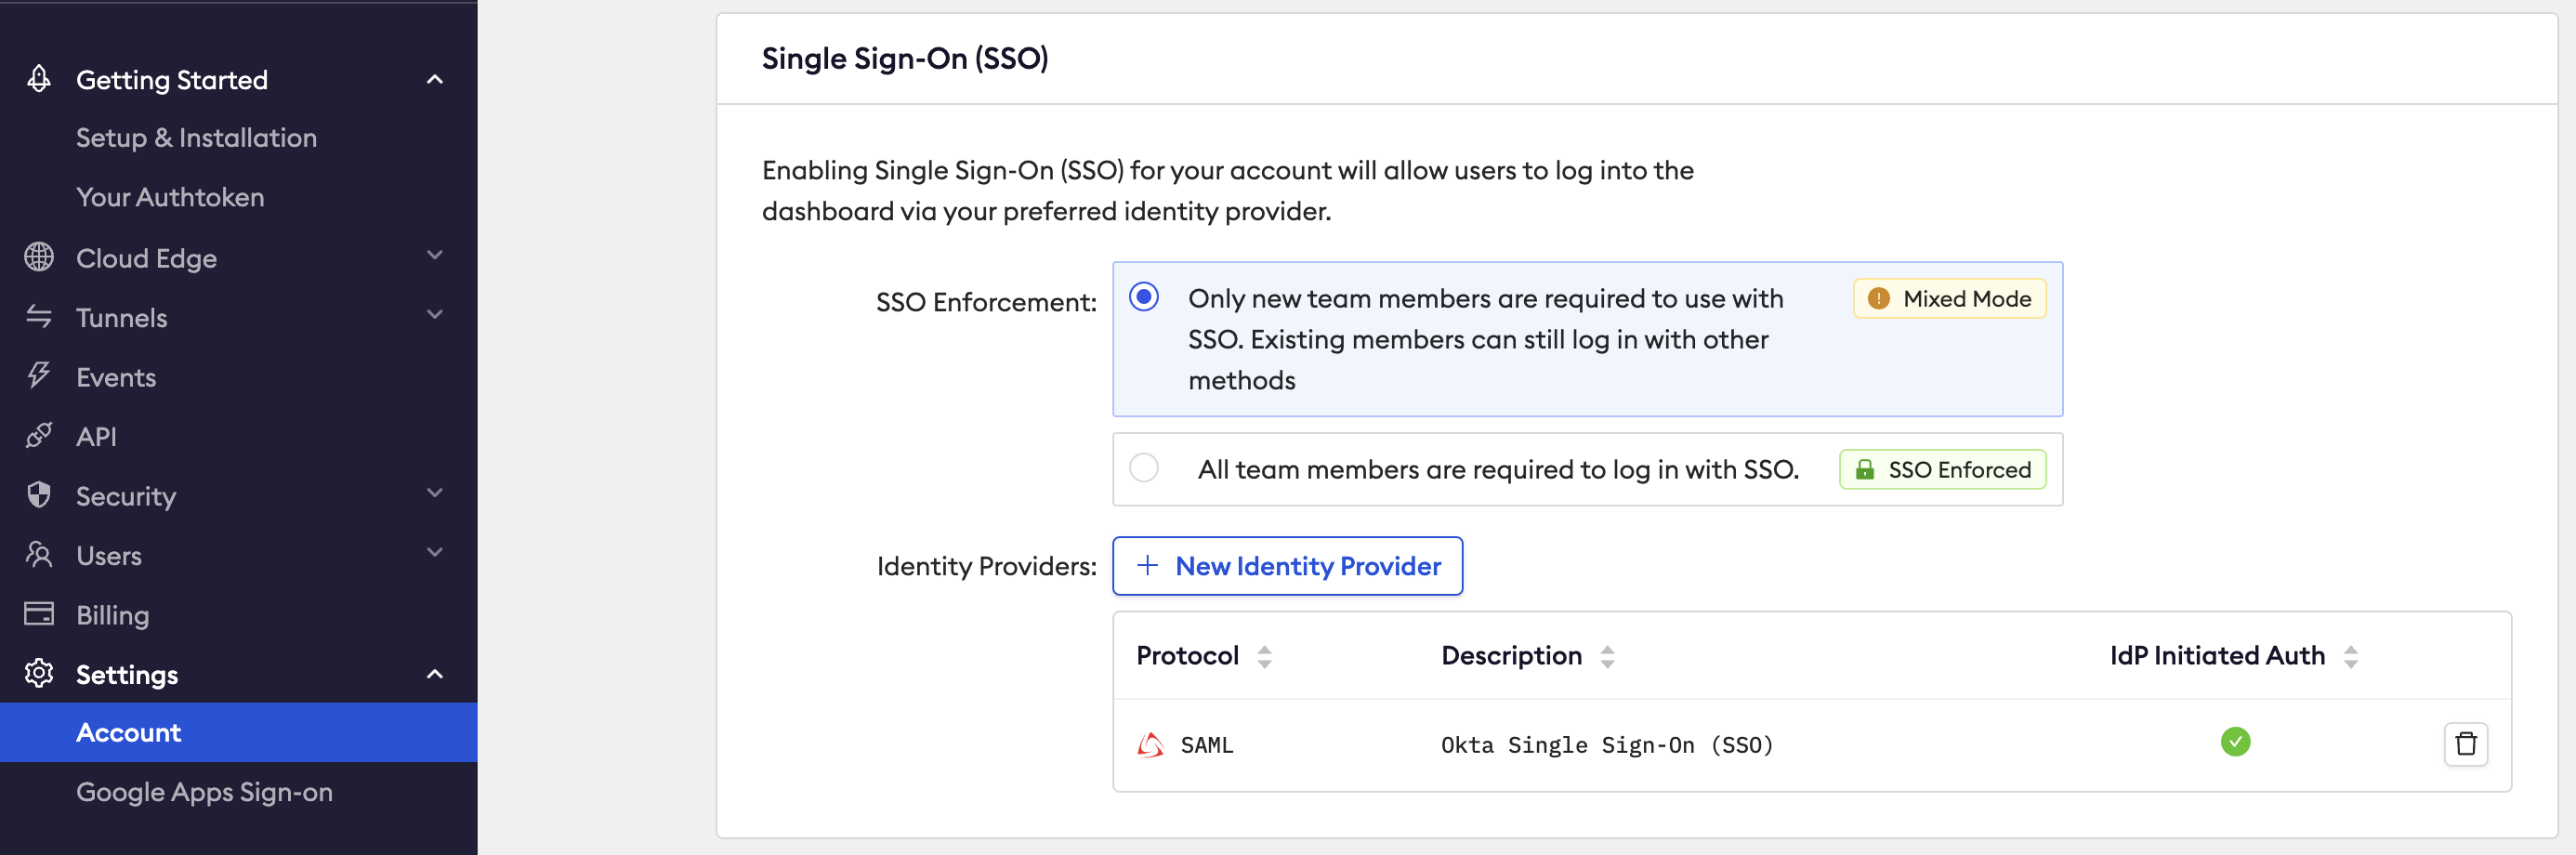 Getting Started
Setup & Installation
Your Authtoken
Cloud Edge
Tunnels
Events
API
Security
Users
Billing
Settings
Account
Google Apps Sign-on
Single Sign-On (SSO)
Enabling Single Sign-On (SSO) for your account will allow users to log into the
dashboard via your preferred identity provider.
SSO Enforcement:
Only new team members are required to use with
SSO. Existing members can still log in with other
methods
Mixed Mode
All team members are required to log in with SSO.
SSO Enforced
Identity Providers:
+ New Identity Provider
Protocol Description IdP Initiated Auth
SAML Okta Single Sign-On (SSO)